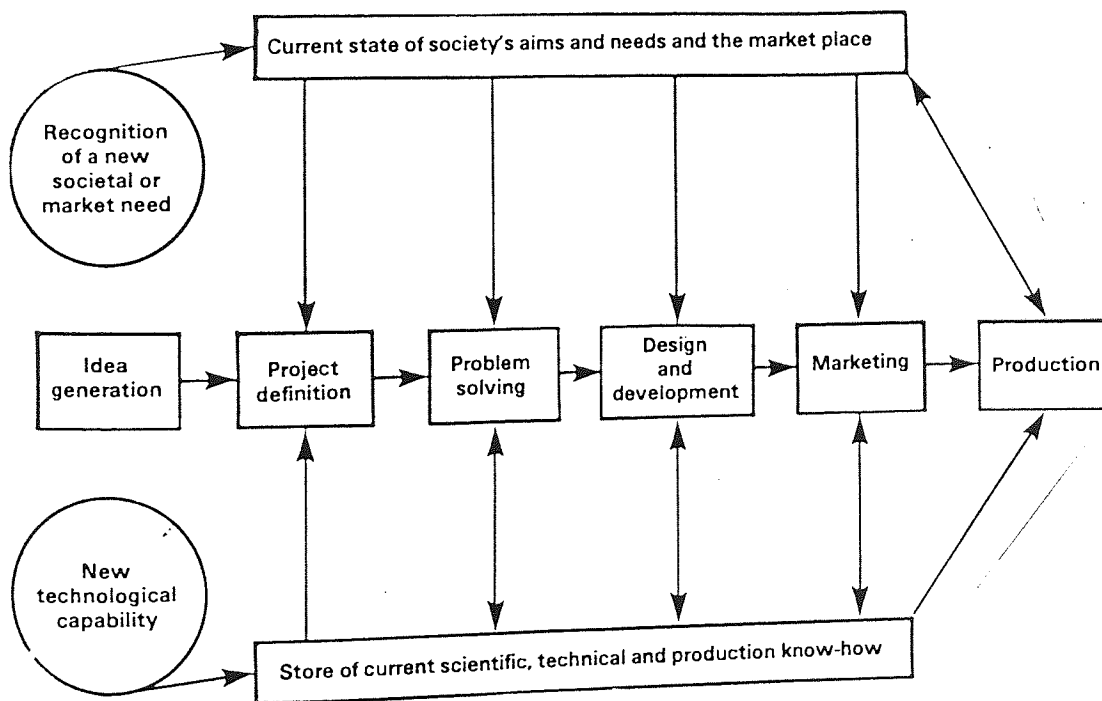 Current state of society's aims and needs and the market place
Recognition
of a new
societal or
market need
Idea
generation
Project
definition
Problem
solving
Design
and
development
Marketing
Production
New
technological
capability
Store of current scientific, technical and production know-how